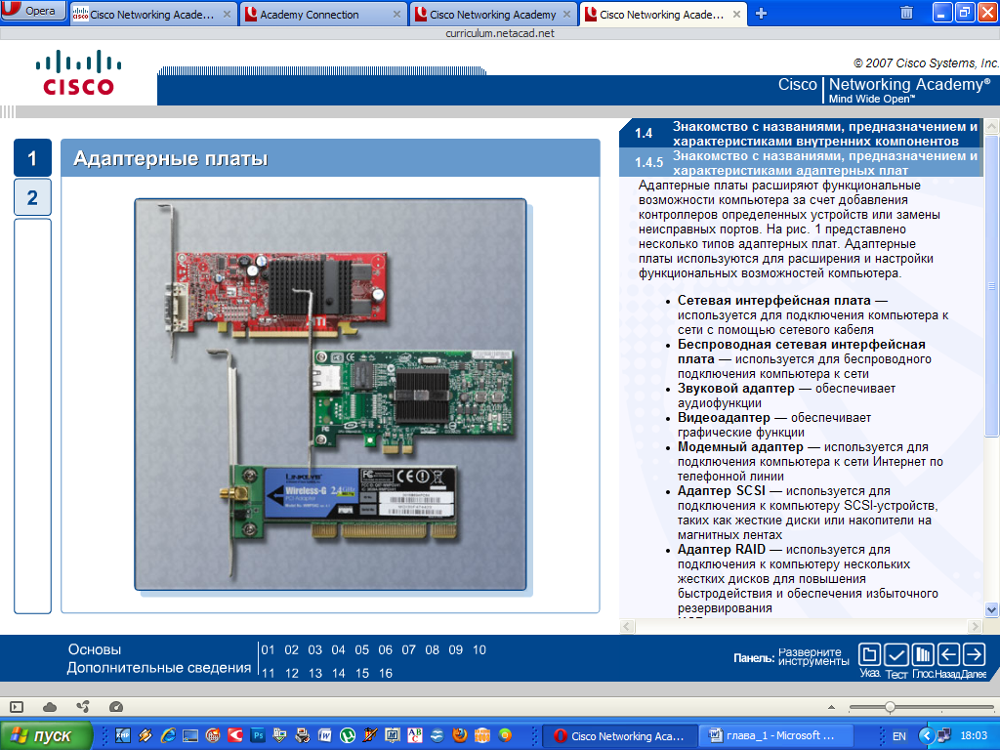 Opera
Cisco Networking Acade...
Academy Connection
Cisco Networking Academy
Cisco Networking Acade...
curriculum.netacad.net
CISCO
© 2007 Cisco Systems, Inc.
Cisco Networking Academy®
Mind Wide Open™
1
2
Адаптерные платы
ATI
LINKSYS
Wireless-G
2.4GHz
PCI Adapter
FC CE
1.4 Знакомство с названиями, предназначением и
характеристиками внутренних компонентов
1.4.5 Знакомство с названиями, предназначением и
характеристиками адаптерных плат
Адаптерные платы расширяют функциональные
возможности компьютера за счет добавления
контроллеров определенных устройств или замены
неисправных портов. На рис. 1 представлено
несколько типов адаптерных плат. Адаптерные
платы используются для расширения и настройки
функциональных возможностей компьютера.
• Сетевая интерфейсная плата —
используется для подключения компьютера к
сети с помощью сетевого кабеля
• Беспроводная сетевая интерфейсная
плата — используется для беспроводного
подключения компьютера к сети
• Звуковой адаптер — обеспечивает
аудиофункции
• Видеоадаптер — обеспечивает
графические функции
• Модемный адаптер — используется для
подключения компьютера к сети Интернет по
телефонной линии
• Адаптер SCSI — используется для
подключения к компьютеру SCSI-устройств,
таких как жесткие диски или накопители на
магнитных лентах
• Адаптер RAID — используется для
подключения к компьютеру нескольких
жестких дисков для повышения
быстродействия и обеспечения избыточного
резервирования
Основы
01 02 03 04 05 06 07 08 09 10
Дополнительные сведения
11 12 13 14 15 16
Панель: Разверните
инструменты
Указ. Тест Глос. Назад Далее
пуск
Cisco Networking Aca...
глава_1 - Microsoft ...
EN
18:03